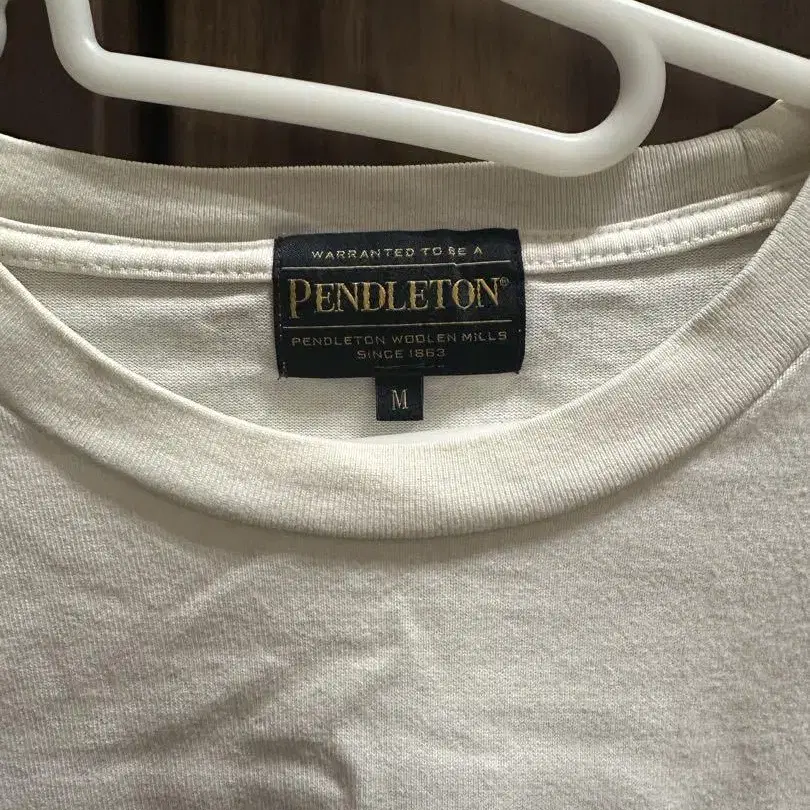 WARRANTED TO BE A
PENDLETON®
PENDLETON WOOLEN MILLS
SINCE 1863
M